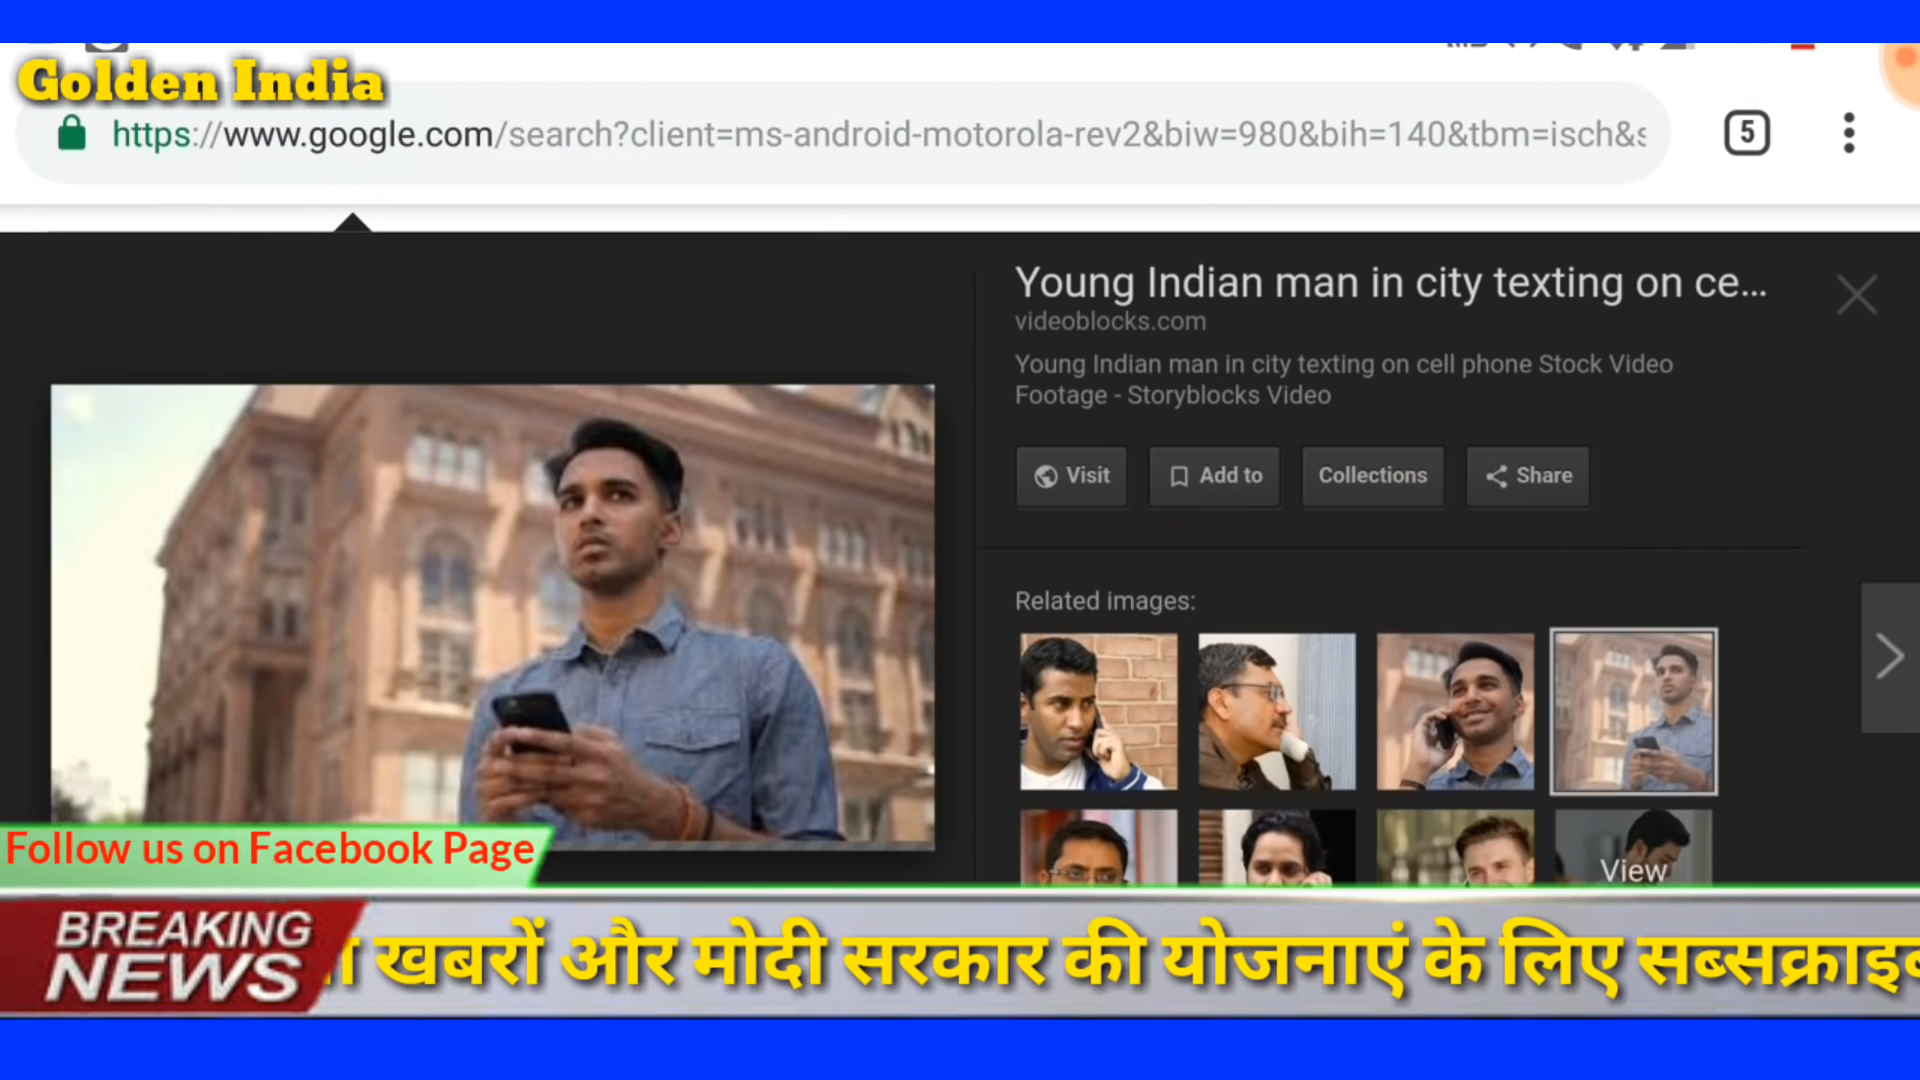 Golden India
https://www.google.com/search?client=ms-android-motorola-rev2&biw=980&bih=140&tbm=isch&s
5
Young Indian man in city texting on ce...
videoblocks.com
Young Indian man in city texting on cell phone Stock Video
Footage - Storyblocks Video
Visit
Add to
Collections
Share
Related images:
View
Follow us on Facebook Page
BREAKING
NEWS
खबरों और मोदी सरकार की योजनाएं के लिए सब्सक्राइब